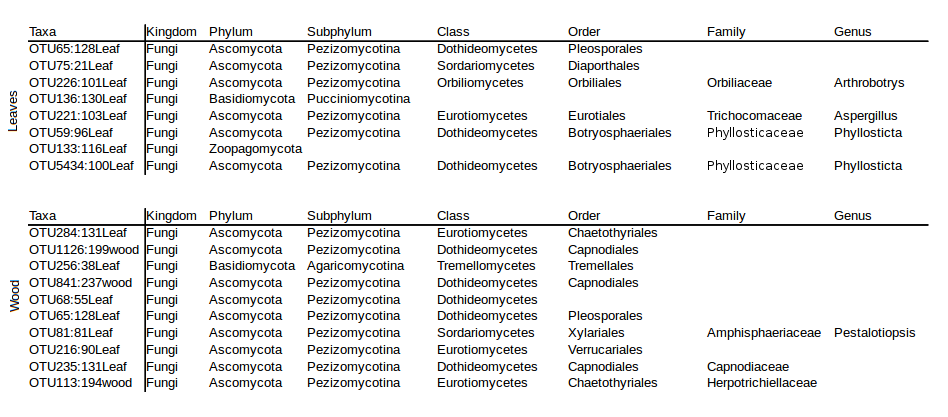 Taxa Kingdom Phylum Subphylum Class Order Family Genus
OTU65:128Leaf Fungi Ascomycota Pezizomycotina Dothideomycetes Pleosporales
OTU75:21Leaf Fungi Ascomycota Pezizomycotina Sordariomycetes Diaporthales
OTU226:101Leaf Fungi Ascomycota Pezizomycotina Orbiliomycetes Orbiliales Orbiliaceae Arthrobotrys
OTU136:130Leaf Fungi Basidiomycota Pucciniomycotina
OTU221:103Leaf Fungi Ascomycota Pezizomycotina Eurotiomycetes Eurotiales Trichocomaceae Aspergillus
OTU59:96Leaf Fungi Ascomycota Pezizomycotina Dothideomycetes Botryosphaeriales Phyllosticaceae Phyllosticta
OTU133:116Leaf Fungi Zoopagomycota
OTU5434:100Leaf Fungi Ascomycota Pezizomycotina Dothideomycetes Botryosphaeriales Phyllosticaceae Phyllosticta
Leaves
Taxa Kingdom Phylum Subphylum Class Order Family Genus
OTU284:131Leaf Fungi Ascomycota Pezizomycotina Eurotiomycetes Chaetothyriales
OTU1126:199wood Fungi Ascomycota Pezizomycotina Dothideomycetes Capnodiales
OTU256:38Leaf Fungi Basidiomycota Agaricomycotina Tremellomycetes Tremellales
OTU841:237wood Fungi Ascomycota Pezizomycotina Dothideomycetes Capnodiales
OTU68:55Leaf Fungi Ascomycota Pezizomycotina Dothideomycetes
OTU65:128Leaf Fungi Ascomycota Pezizomycotina Dothideomycetes Pleosporales
OTU81:81Leaf Fungi Ascomycota Pezizomycotina Sordariomycetes Xylariales Amphisphaeriaceae Pestalotiopsis
OTU216:90Leaf Fungi Ascomycota Pezizomycotina Eurotiomycetes Verrucariales
OTU235:131Leaf Fungi Ascomycota Pezizomycotina Dothideomycetes Capnodiales Capnodiaceae
OTU113:194wood Fungi Ascomycota Pezizomycotina Eurotiomycetes Chaetothyriales Herpotrichiellaceae
Wood